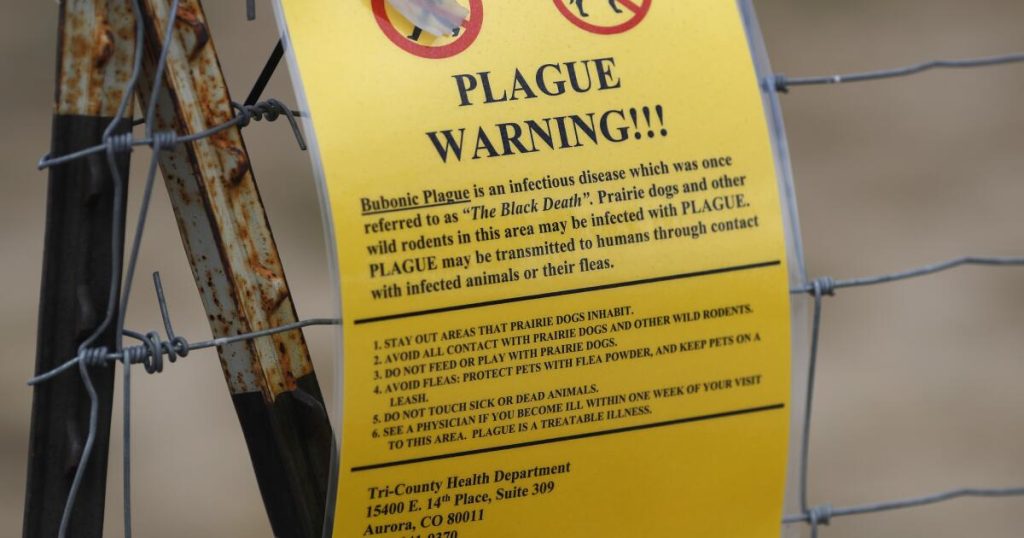 PLAGUE
WARNING!!!
Bubonic Plague is an infectious disease which was once
referred to as “The Black Death”. Prairie dogs and other
wild rodents in this area may be infected with PLAGUE.
PLAGUE may be transmitted to humans through contact
with infected animals or their fleas.
1. STAY OUT AREAS THAT PRAIRIE DOGS INHABIT.
2. AVOID ALL CONTACT WITH PRAIRIE DOGS AND OTHER WILD RODENTS.
3. DO NOT FEED OR PLAY WITH PRAIRIE DOGS.
4. AVOID FLEAS: PROTECT PETS WITH FLEA POWDER, AND KEEP PETS ON A
LEASH.
5. DO NOT TOUCH SICK OR DEAD ANIMALS.
6. SEE A PHYSICIAN IF YOU BECOME ILL WITHIN ONE WEEK OF YOUR VISIT
TO THIS AREA. PLAGUE IS A TREATABLE ILLNESS.
Tri-County Health Department
15400 E. 14th Place, Suite 309
Aurora, CO 80011